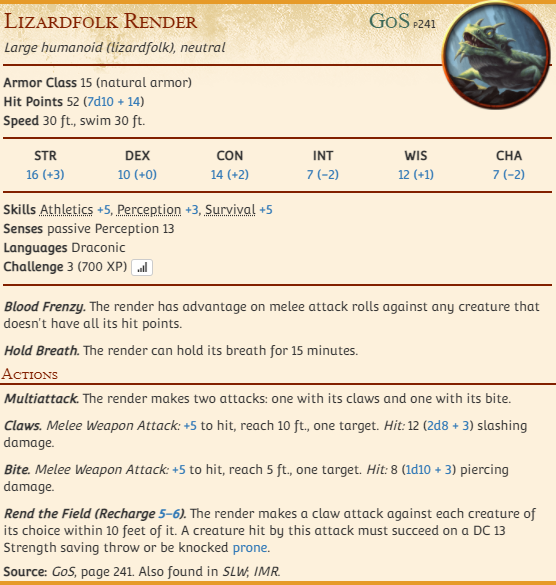 Lizardfolk Render GoS p241
Large humanoid (lizardfolk), neutral
Armor Class 15 (natural armor)
Hit Points 52 (7d10 + 14)
Speed 30 ft., swim 30 ft.
STR DEX CON INT WIS CHA
16 (+3) 10 (+0) 14 (+2) 7 (−2) 12 (+1) 7 (−2)
Skills Athletics +5, Perception +3, Survival +5
Senses passive Perception 13
Languages Draconic
Challenge 3 (700 XP)
Blood Frenzy. The render has advantage on melee attack rolls against any creature that
doesn't have all its hit points.
Hold Breath. The render can hold its breath for 15 minutes.
Actions
Multiattack. The render makes two attacks: one with its claws and one with its bite.
Claws. Melee Weapon Attack: +5 to hit, reach 10 ft., one target. Hit: 12 (2d8 + 3) slashing
damage.
Bite. Melee Weapon Attack: +5 to hit, reach 5 ft., one target. Hit: 8 (1d10 + 3) piercing
damage.
Rend the Field (Recharge 5–6). The render makes a claw attack against each creature of
its choice within 10 feet of it. A creature hit by this attack must succeed on a DC 13
Strength saving throw or be knocked prone.
Source: GoS, page 241. Also found in SLW, IMR.